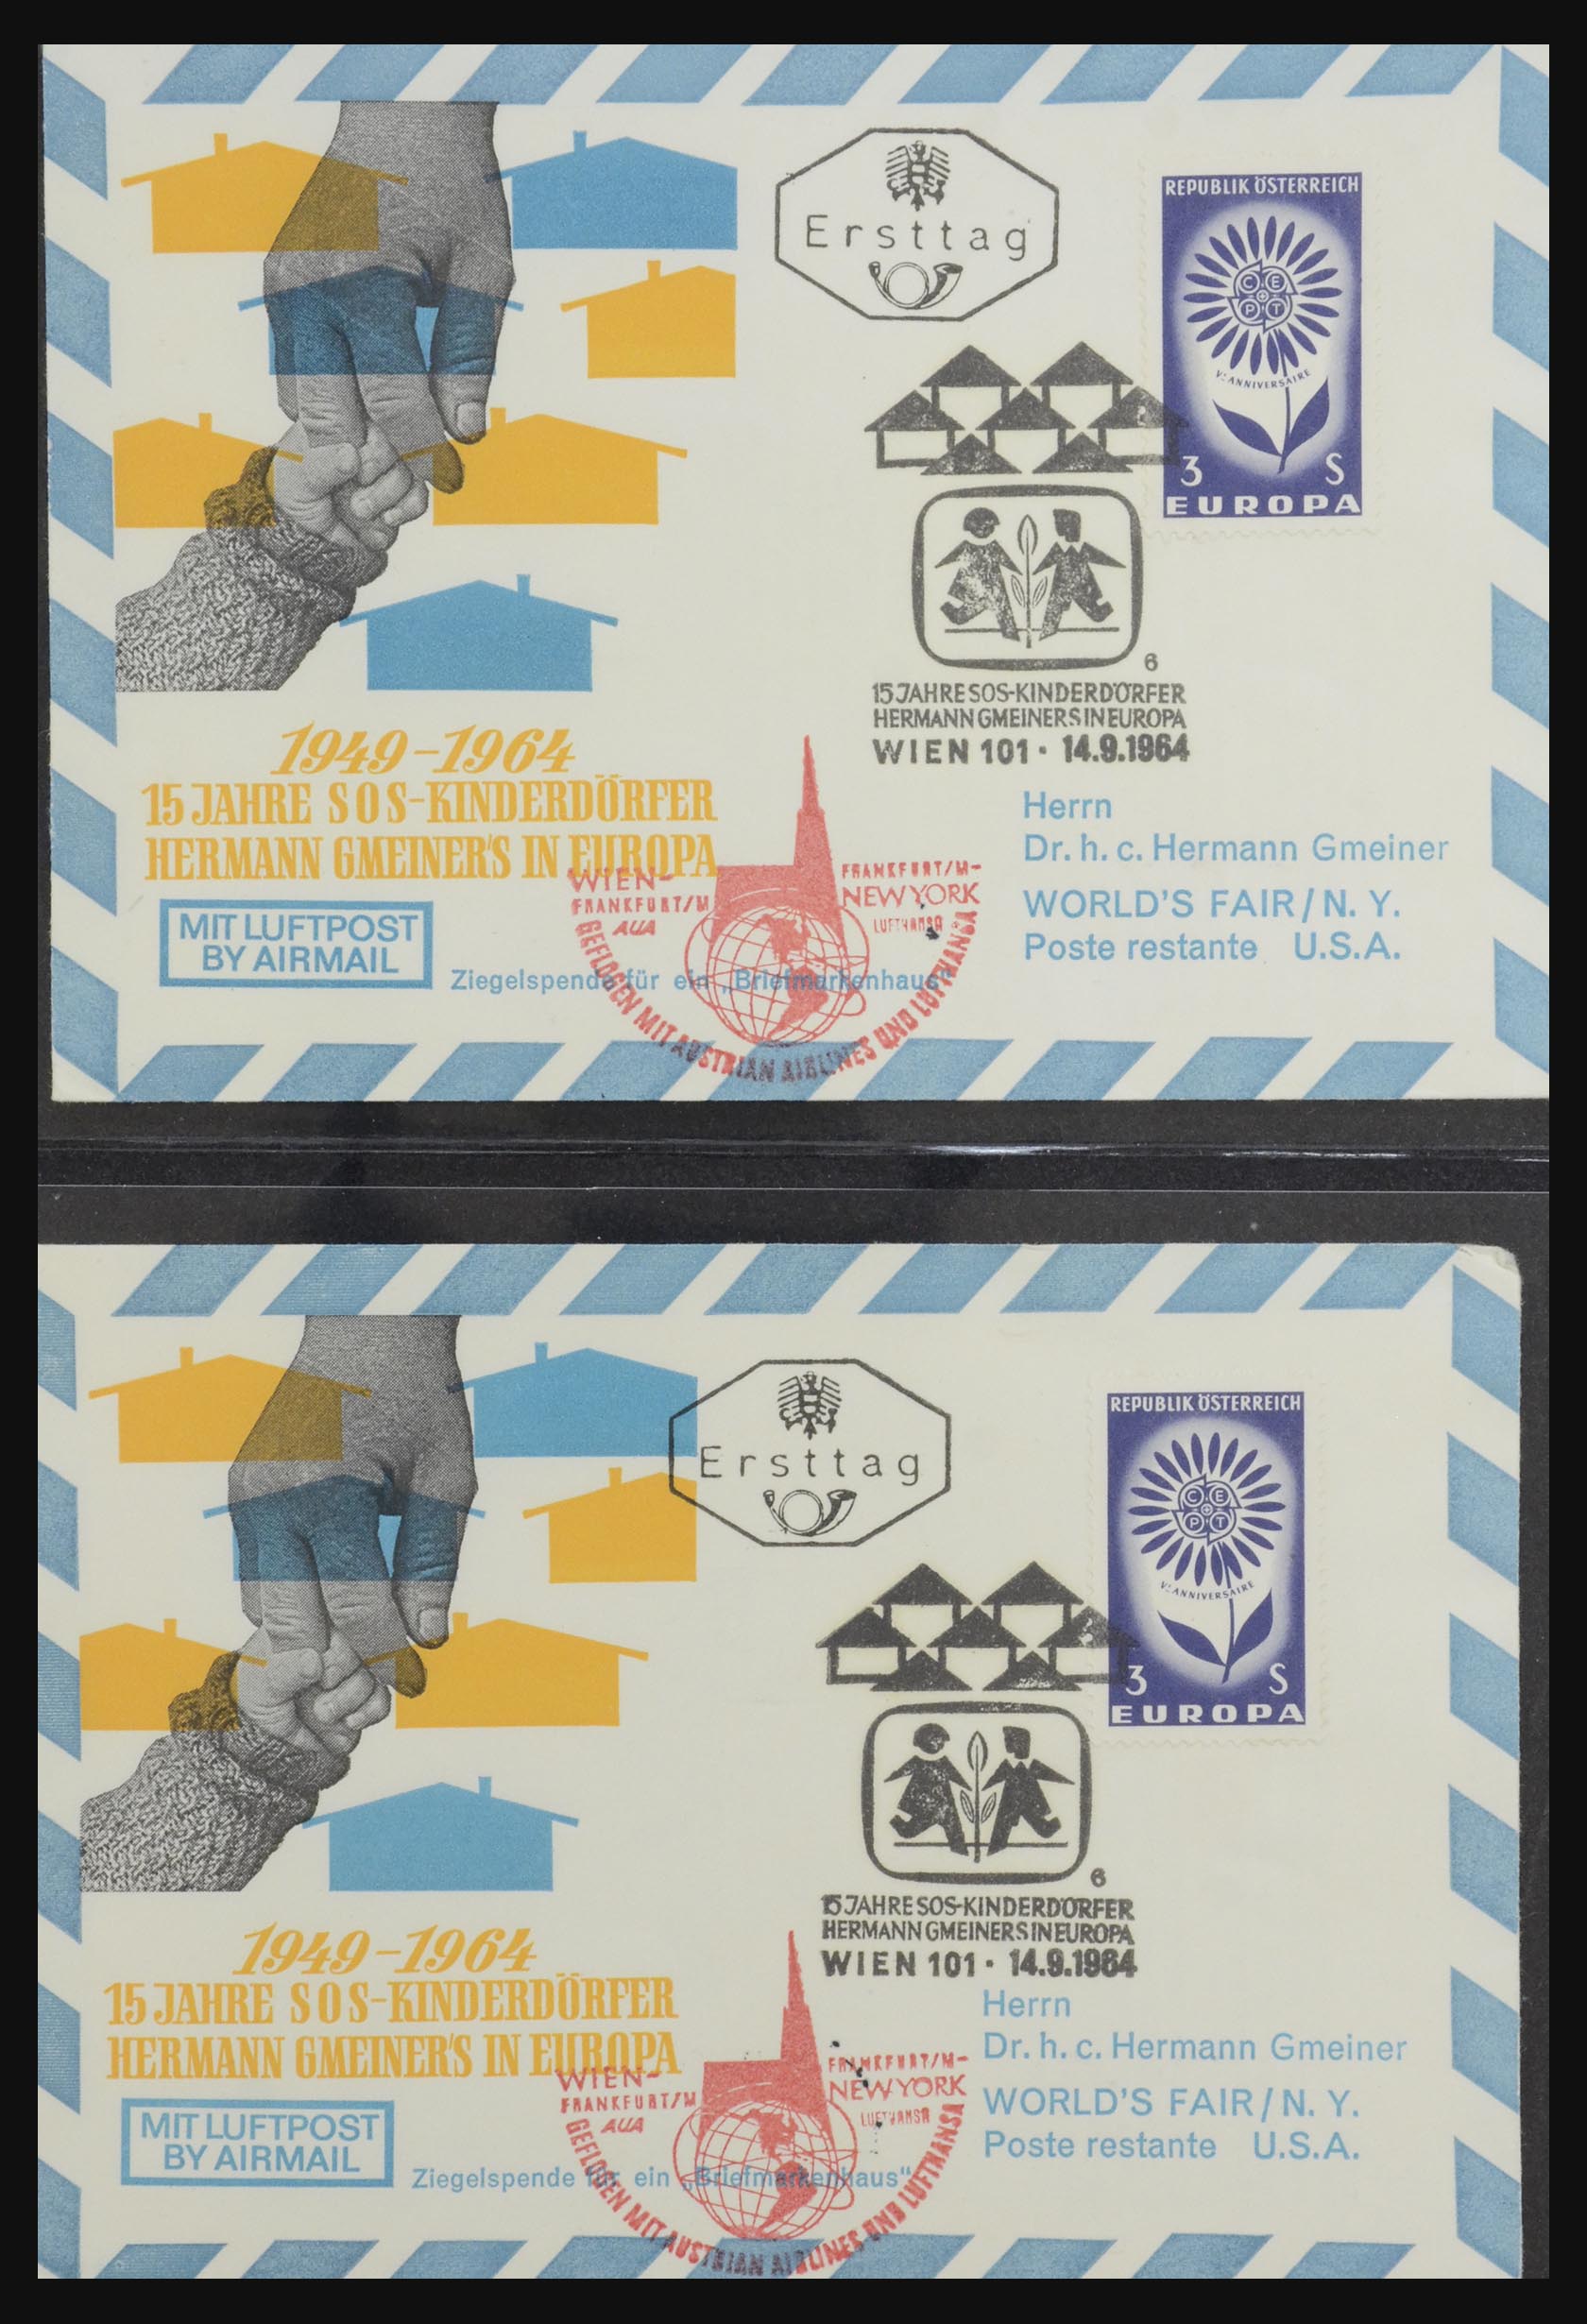 Ersttag
REPUBLIK ÖSTERREICH
C E P T
Vᵉ ANNIVERSAIRE
3 S
EUROPA
6
15 JAHRE SOS-KINDERDÖRFER
HERMANN GMEINERS IN EUROPA
WIEN 101 · 14.9.1964
1949-1964
15 JAHRE SOS-KINDERDÖRFER
HERMANN GMEINER'S IN EUROPA
WIEN-
FRANKFURT/M
AUA
FRANKFURT/M-
NEW YORK
LUFTHANSA
GEFLOGEN MIT AUSTRIAN AIRLINES UND LUFTHANSA
MIT LUFTPOST
BY AIRMAIL
Ziegelspende für ein „Briefmarkenhaus“
Herrn
Dr. h. c. Hermann Gmeiner
WORLD'S FAIR / N. Y.
Poste restante U.S.A.
Ersttag
REPUBLIK ÖSTERREICH
C E P T
Vᵉ ANNIVERSAIRE
3 S
EUROPA
6
15 JAHRE SOS-KINDERDÖRFER
HERMANN GMEINERS IN EUROPA
WIEN 101 · 14.9.1964
1949-1964
15 JAHRE SOS-KINDERDÖRFER
HERMANN GMEINER'S IN EUROPA
WIEN-
FRANKFURT/M
AUA
FRANKFURT/M-
NEW YORK
LUFTHANSA
GEFLOGEN MIT AUSTRIAN AIRLINES UND LUFTHANSA
MIT LUFTPOST
BY AIRMAIL
Ziegelspende für ein „Briefmarkenhaus“
Herrn
Dr. h. c. Hermann Gmeiner
WORLD'S FAIR / N. Y.
Poste restante U.S.A.